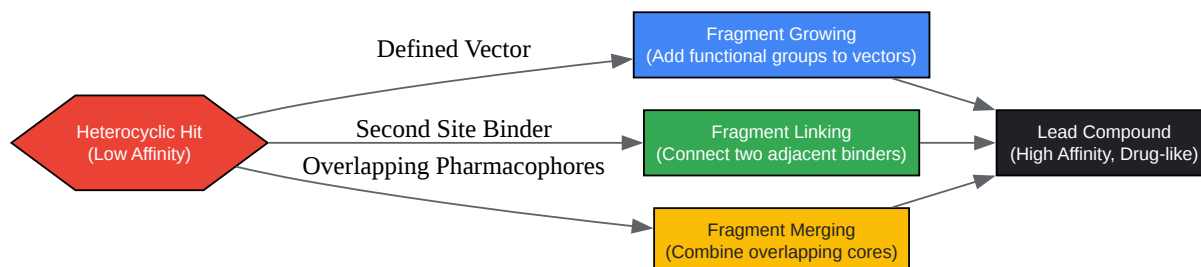 Heterocyclic Hit
(Low Affinity)
Defined Vector
Second Site Binder
Overlapping Pharmacophores
Fragment Growing
(Add functional groups to vectors)
Fragment Linking
(Connect two adjacent binders)
Fragment Merging
(Combine overlapping cores)
Lead Compound
(High Affinity, Drug-like)